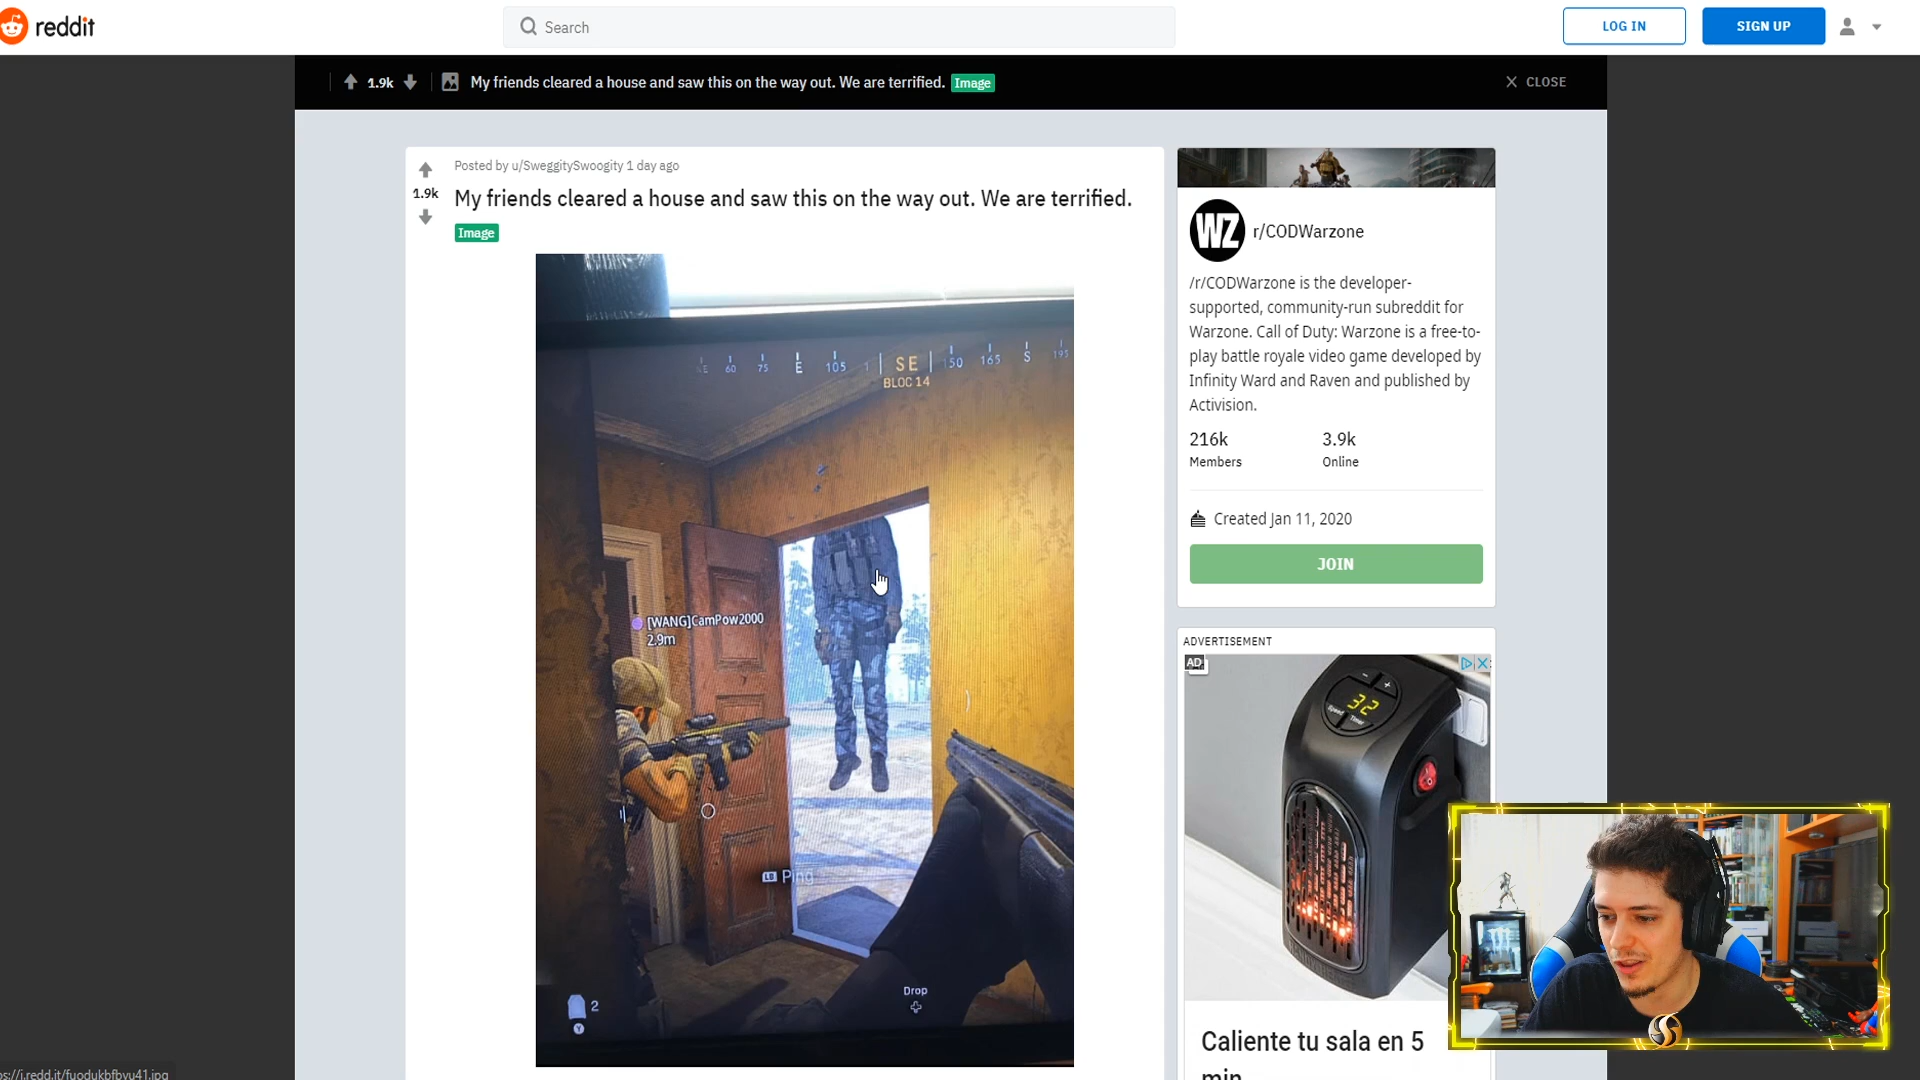 reddit
Search
LOG IN
SIGN UP
1.9k
My friends cleared a house and saw this on the way out. We are terrified.
Image
CLOSE
Posted by u/SweggitySwoogity 1 day ago
1.9k
My friends cleared a house and saw this on the way out. We are terrified.
Image
60 75 E 105 SE 150 165 S 195
BLOC 14
[WANG]CamPow2000
2.9m
LB Ping
Drop
2
Y
WZ
r/CODWarzone
/r/CODWarzone is the developer-
supported, community-run subreddit for
Warzone. Call of Duty: Warzone is a free-to-
play battle royale video game developed by
Infinity Ward and Raven and published by
Activision.
216k
Members
3.9k
Online
Created Jan 11, 2020
JOIN
ADVERTISEMENT
AD
32
Speed
Timer
Caliente tu sala en 5
min